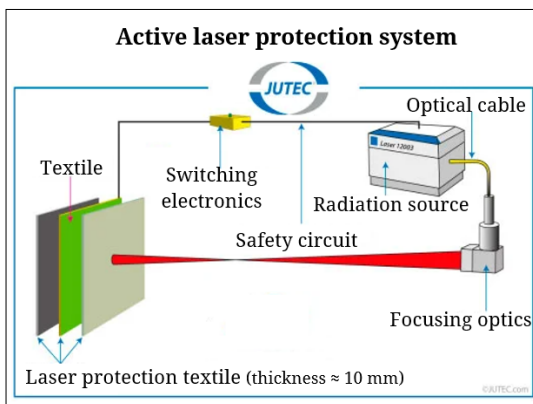 Active laser protection system
JUTEC
Optical cable
Laser 12003
Textile
Switching
electronics
Radiation source
Safety circuit
Focusing optics
Laser protection textile (thickness ≈ 10 mm)
©JUTEC.com